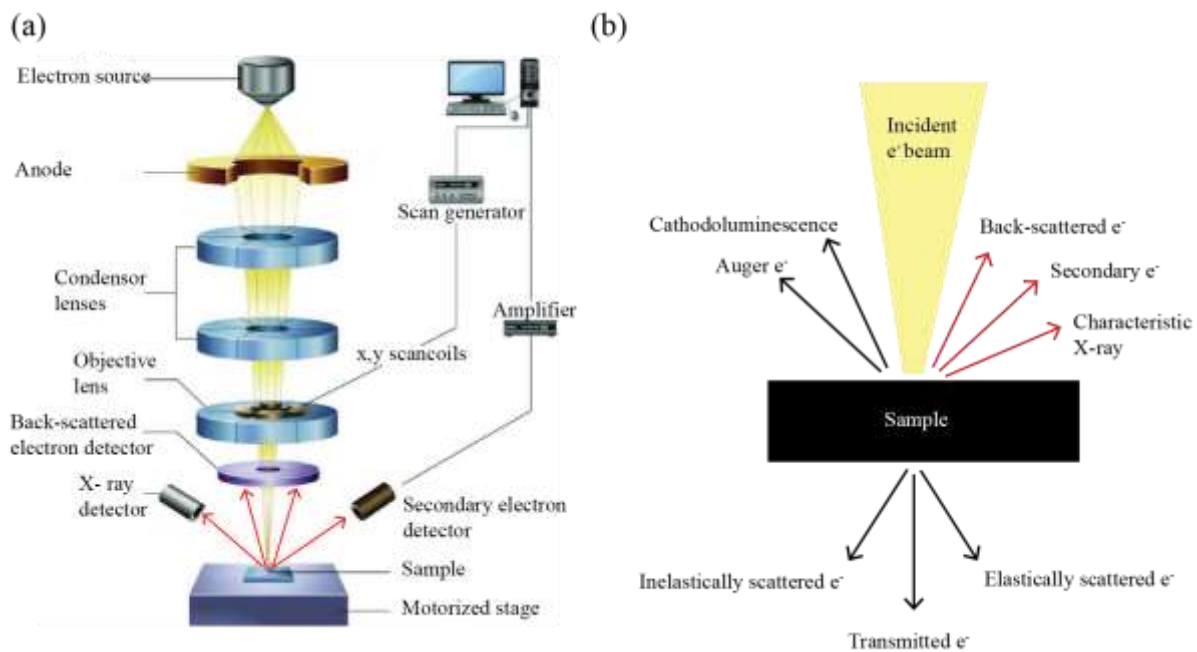 (a)
Electron source
Anode
Scan generator
Condensor
lenses
Amplifier
x,y scancoils
Objective
lens
Back-scattered
electron detector
X- ray
detector
Secondary electron
detector
Sample
Motorized stage
(b)
Incident
e⁻ beam
Cathodoluminescence
Auger e⁻
Back-scattered e⁻
Secondary e⁻
Characteristic
X-ray
Sample
Inelastically scattered e⁻
Elastically scattered e⁻
Transmitted e⁻